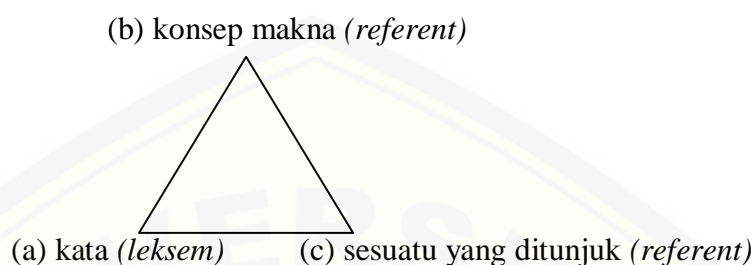 (b) konsep makna (referent)
(a) kata (leksem) (c) sesuatu yang ditunjuk (referent)